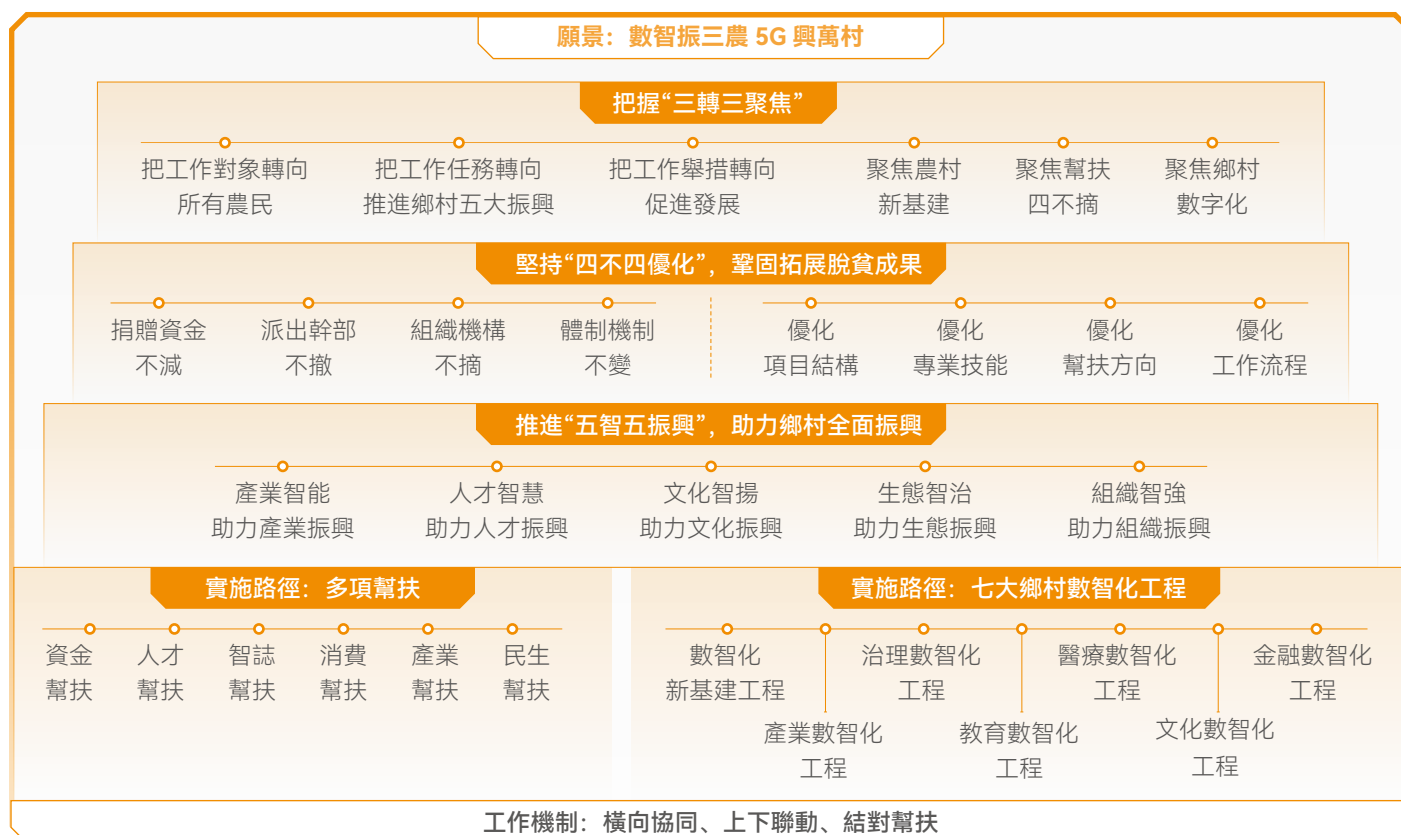 願景：數智振三農 5G 興萬村
把握“三轉三聚焦”
把工作對象轉向
所有農民
把工作任務轉向
推進鄉村五大振興
把工作舉措轉向
促進發展
聚焦農村
新基建
聚焦幫扶
四不摘
聚焦鄉村
數字化
堅持“四不四優化”，鞏固拓展脫貧成果
捐贈資金
不減
派出幹部
不撤
組織機構
不摘
體制機制
不變
優化
項目結構
優化
專業技能
優化
幫扶方向
優化
工作流程
推進“五智五振興”，助力鄉村全面振興
產業智能
助力產業振興
人才智慧
助力人才振興
文化智揚
助力文化振興
生態智治
助力生態振興
組織智強
助力組織振興
實施路徑：多項幫扶
資金
幫扶
人才
幫扶
智誌
幫扶
消費
幫扶
產業
幫扶
民生
幫扶
實施路徑：七大鄉村數智化工程
數智化
新基建工程
產業數智化
工程
治理數智化
工程
教育數智化
工程
醫療數智化
工程
文化數智化
工程
金融數智化
工程
工作機制：橫向協同、上下聯動、結對幫扶